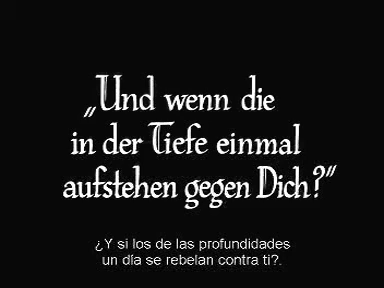 „Und wenn die
in der Tiefe einmal
aufstehen gegen Dich?“
¿Y si los de las profundidades
un día se rebelan contra ti?.